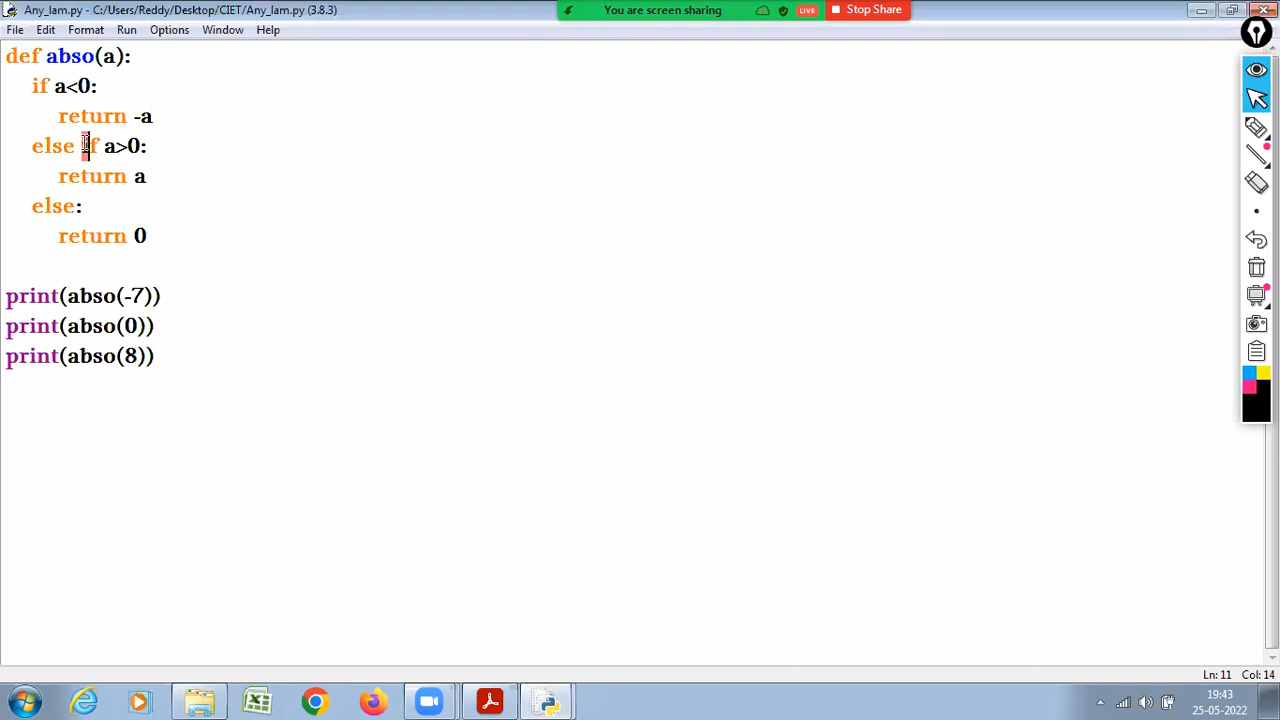 Any_lam.py - C:/Users/Reddy/Desktop/CIET/Any_lam.py (3.8.3)
You are screen sharing
LIVE
Stop Share
File Edit Format Run Options Window Help
def abso(a):
if a<0:
return -a
else if a>0:
return a
else:
return 0
print(abso(-7))
print(abso(0))
print(abso(8))
Ln: 11 Col: 14
19:43
25-05-2022